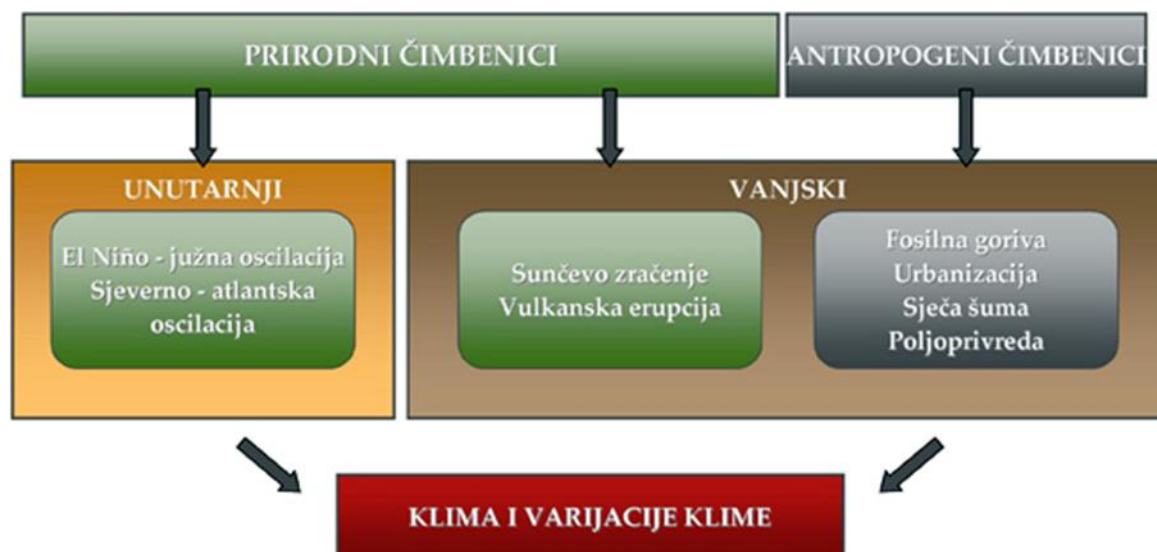 PRIRODNI ČIMBENICI
ANTROPOGENI ČIMBENICI
UNUTARNJI
El Niño - južna oscilacija
Sjeverno - atlantska
oscilacija
VANJSKI
Sunčevo zračenje
Vulkanska erupcija
Fosilna goriva
Urbanizacija
Sječa šuma
Poljoprivreda
KLIMA I VARIJACIJE KLIME